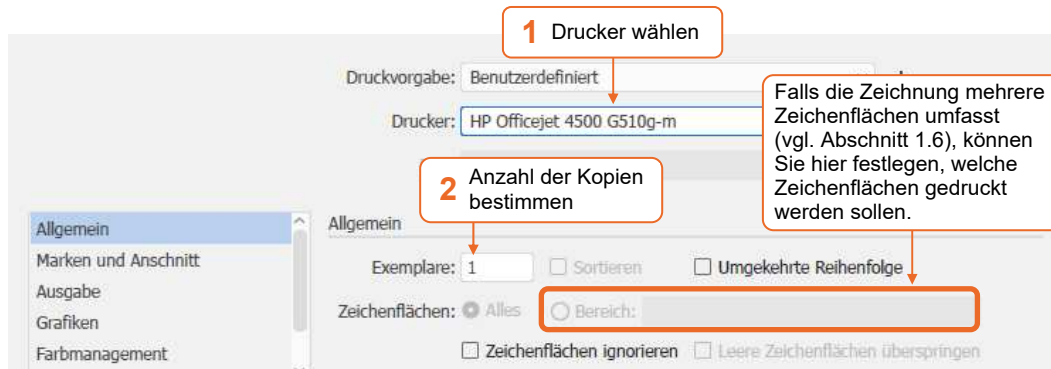 1 Drucker wählen
Druckvorgabe: Benutzerdefiniert
Drucker: HP Officejet 4500 G510g-m
Falls die Zeichnung mehrere
Zeichenflächen umfasst
(vgl. Abschnitt 1.6), können
Sie hier festlegen, welche
Zeichenflächen gedruckt
werden sollen.
2 Anzahl der Kopien
bestimmen
Allgemein
Marken und Anschnitt
Ausgabe
Grafiken
Farbmanagement
Allgemein
Exemplare: 1 Sortieren Umgekehrte Reihenfolge
Zeichenflächen: Alles Bereich:
Zeichenflächen ignorieren Leere Zeichenflächen überspringen